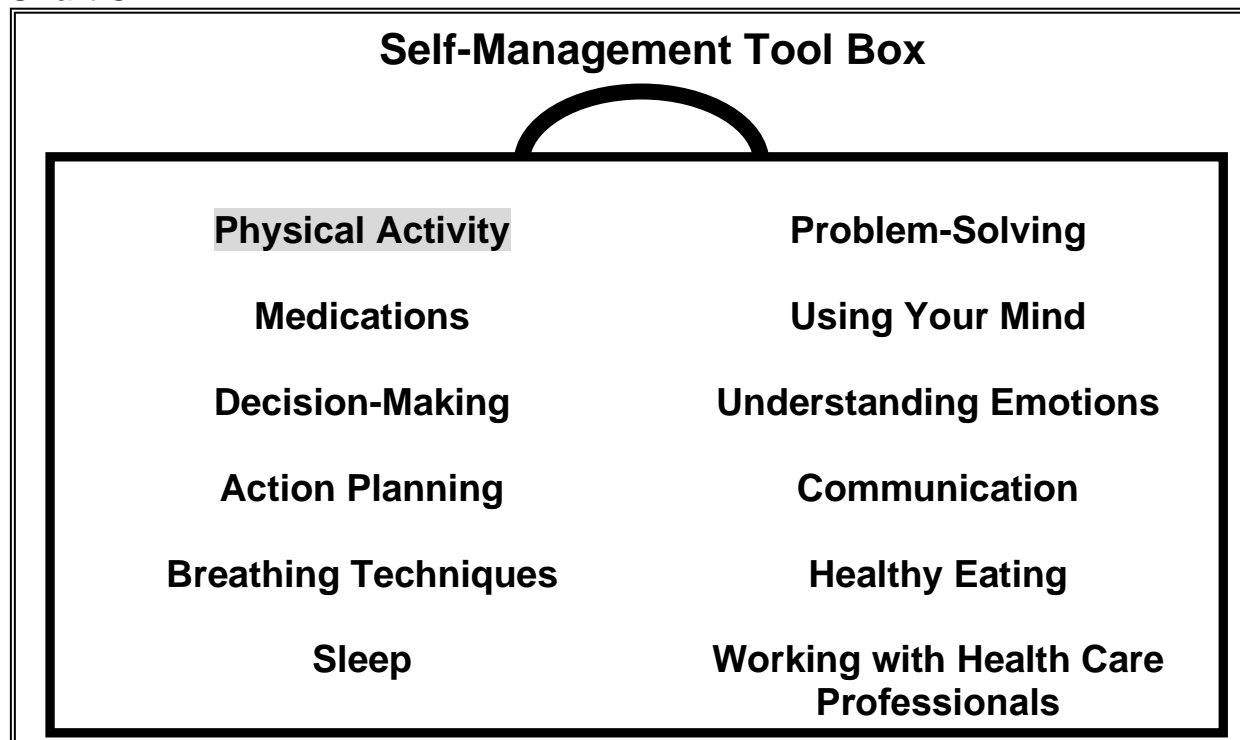 Self-Management Tool Box
Physical Activity
Problem-Solving
Medications
Using Your Mind
Decision-Making
Understanding Emotions
Action Planning
Communication
Breathing Techniques
Healthy Eating
Sleep
Working with Health Care
Professionals